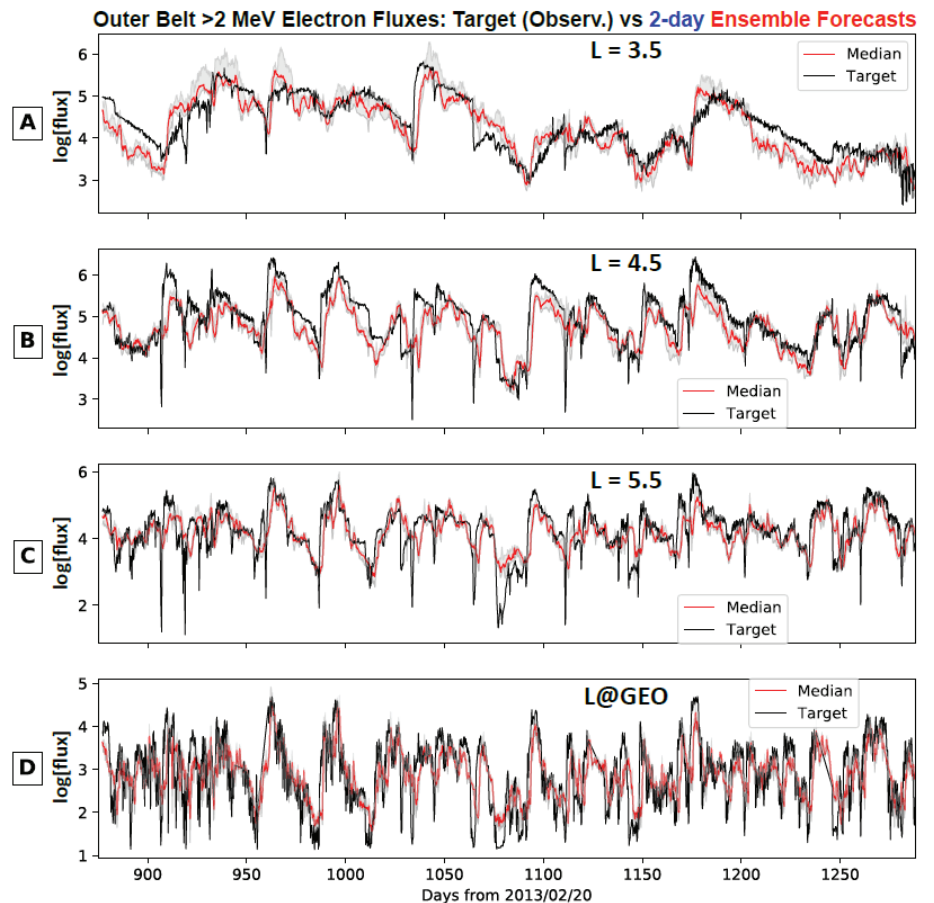 Outer Belt >2 MeV Electron Fluxes: Target (Observ.) vs 2-day Ensemble Forecasts
A
log[flux]
6
5
4
3
L = 3.5
Median
Target
B
log[flux]
6
5
4
3
L = 4.5
Median
Target
C
log[flux]
6
4
2
L = 5.5
Median
Target
D
log[flux]
5
4
3
2
1
L@GEO
Median
Target
900 950 1000 1050 1100 1150 1200 1250
Days from 2013/02/20